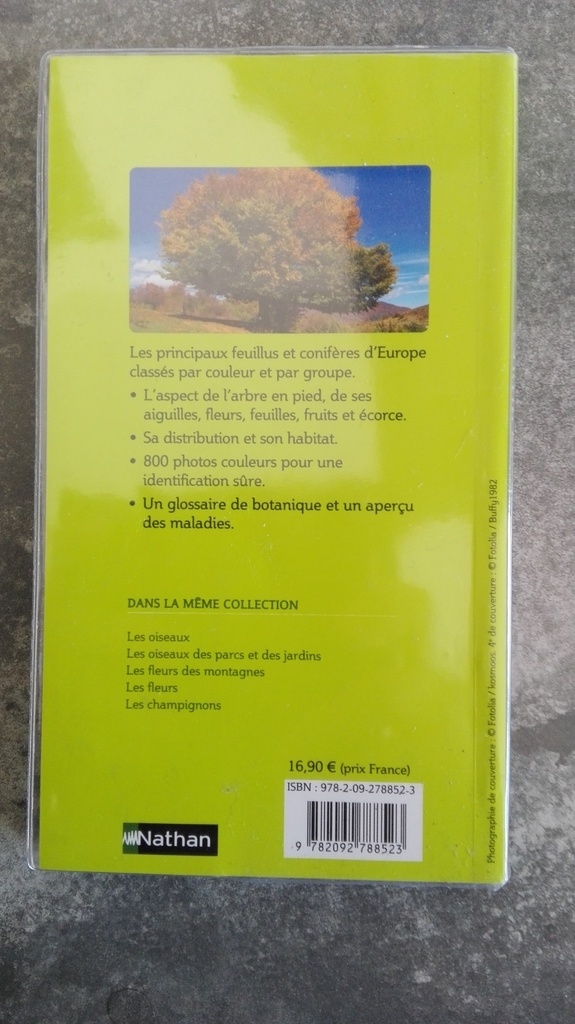 Les principaux feuillus et conifères d'Europe
classés par couleur et par groupe.
• L'aspect de l'arbre en pied, de ses
aiguilles, fleurs, feuilles, fruits et écorce.
• Sa distribution et son habitat.
• 800 photos couleurs pour une
identification sûre.
• Un glossaire de botanique et un aperçu
des maladies.
DANS LA MÊME COLLECTION
Les oiseaux
Les oiseaux des parcs et des jardins
Les fleurs des montagnes
Les fleurs
Les champignons
16,90 € (prix France)
ISBN : 978-2-09-278852-3
9 782092 788523
Nathan
Photographie de couverture : © Fotolia / kosmoos. 4e de couverture : © Fotolia / Buffy1982